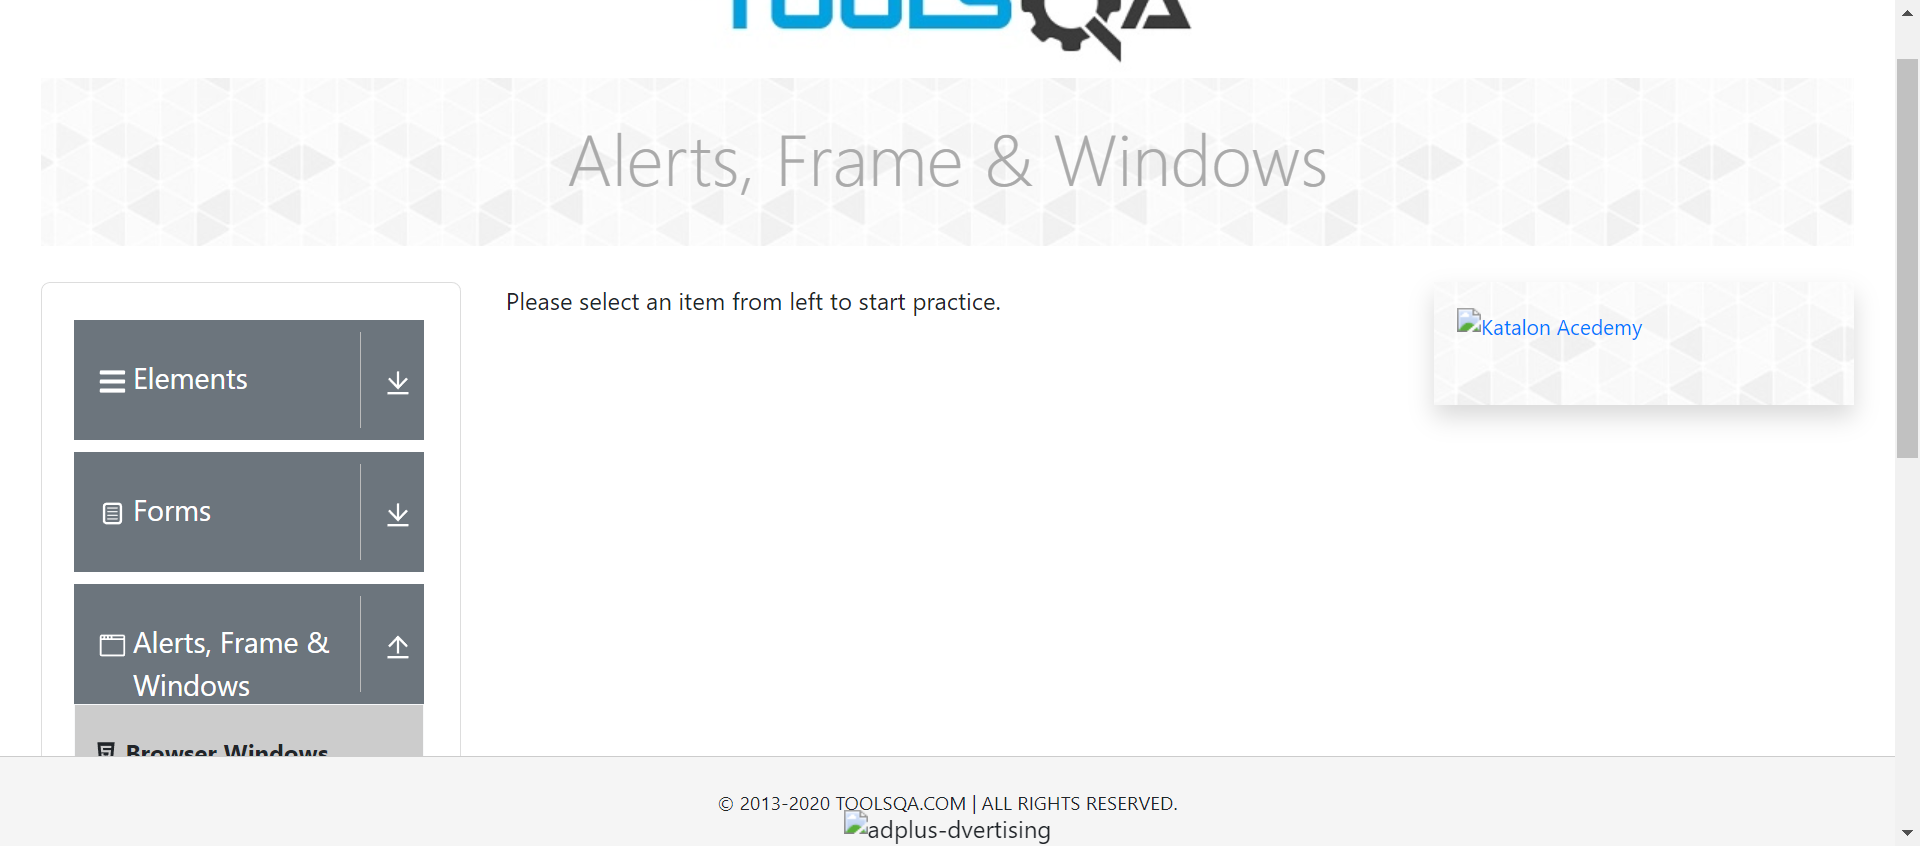 TOOLSQA
Alerts, Frame & Windows
Please select an item from left to start practice.
Katalon Acedemy
Elements
Forms
Alerts, Frame &
Windows
Browser Windows
© 2013-2020 TOOLSQA.COM | ALL RIGHTS RESERVED.
adplus-dvertising